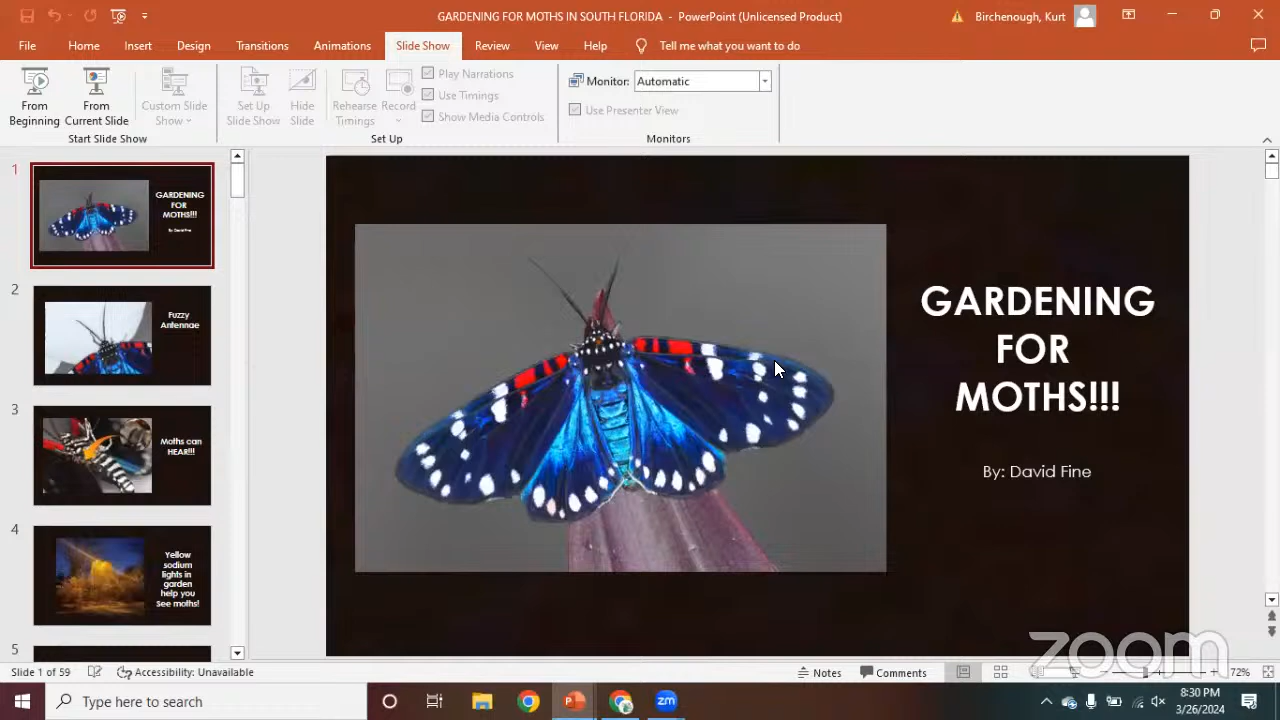 GARDENING FOR MOTHS IN SOUTH FLORIDA - PowerPoint (Unlicensed Product)
Birchenough, Kurt
File Home Insert Design Transitions Animations Slide Show Review View Help Tell me what you want to do
From Beginning
From Current Slide
Custom Slide Show
Set Up Slide Show
Hide Slide
Rehearse Timings
Record
Play Narrations
Use Timings
Show Media Controls
Monitor: Automatic
Use Presenter View
Start Slide Show
Set Up
Monitors
1
GARDENING
FOR
MOTHS!!!
By: David Fine
2
Fuzzy
Antennae
3
Moths can
HEAR!!!
4
Yellow
sodium
lights in
garden
help you
see moths!
5
GARDENING
FOR
MOTHS!!!
By: David Fine
zoom
Slide 1 of 59
Accessibility: Unavailable
Notes
Comments
72%
Type here to search
zm
8:30 PM
3/26/2024